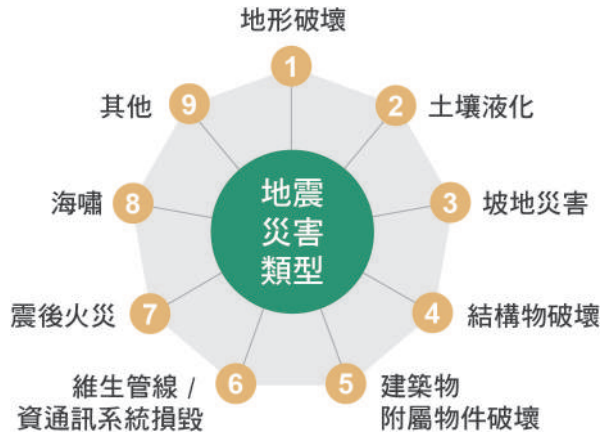 地震
災害
類型
1
地形破壞
2
土壤液化
3
坡地災害
4
結構物破壞
5
建築物
附屬物件破壞
6
維生管線 /
資通訊系統損毀
7
震後火災
8
海嘯
9
其他